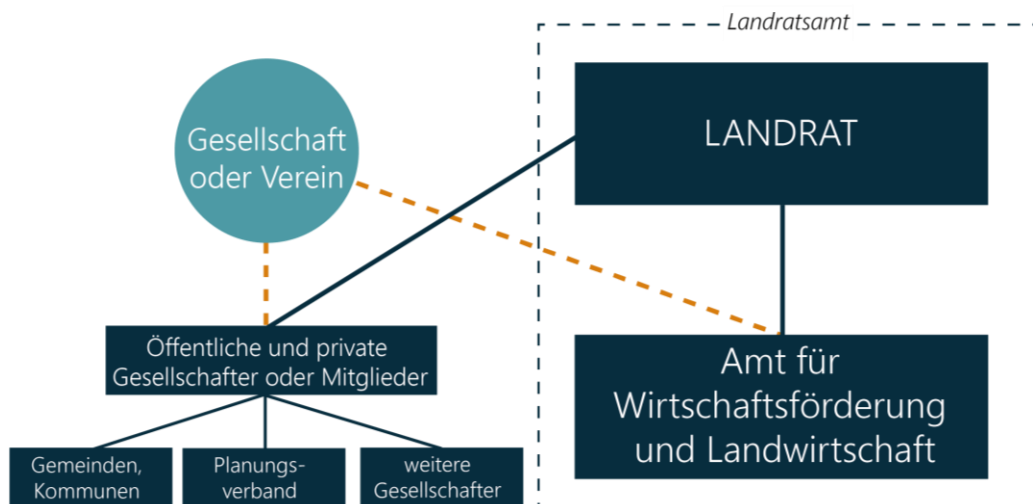 Landratsamt
Gesellschaft
oder Verein
LANDRAT
Öffentliche und private
Gesellschafter oder Mitglieder
Amt für
Wirtschaftsförderung
und Landwirtschaft
Gemeinden,
Kommunen
Planungs-
verband
weitere
Gesellschafter